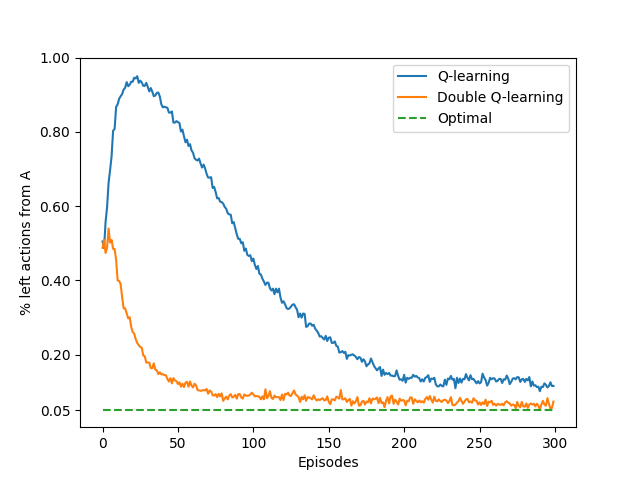 1.00
0.80
0.60
0.40
0.20
0.05
% left actions from A
Q-learning
Double Q-learning
Optimal
0 50 100 150 200 250 300
Episodes